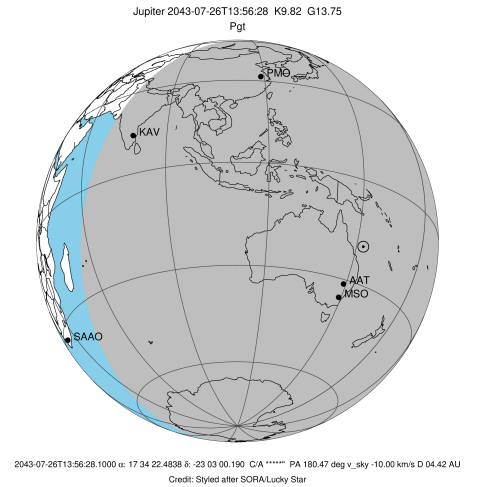 Jupiter 2043-07-26T13:56:28 K9.82 G13.75
Pgt
PMO
KAV
AAT
MSO
SAAO
2043-07-26T13:56:28.1000 α: 17 34 22.4838 δ: -23 03 00.190 C/A *****" PA 180.47 deg v_sky -10.00 km/s D 04.42 AU
Credit: Styled after SORA/Lucky Star